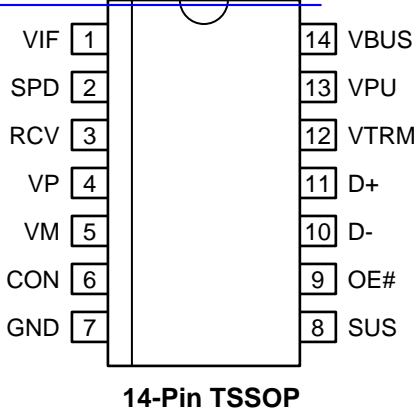 VIF 1 14 VBUS
SPD 2 13 VPU
RCV 3 12 VTRM
VP 4 11 D+
VM 5 10 D-
CON 6 9 OE#
GND 7 8 SUS
14-Pin TSSOP